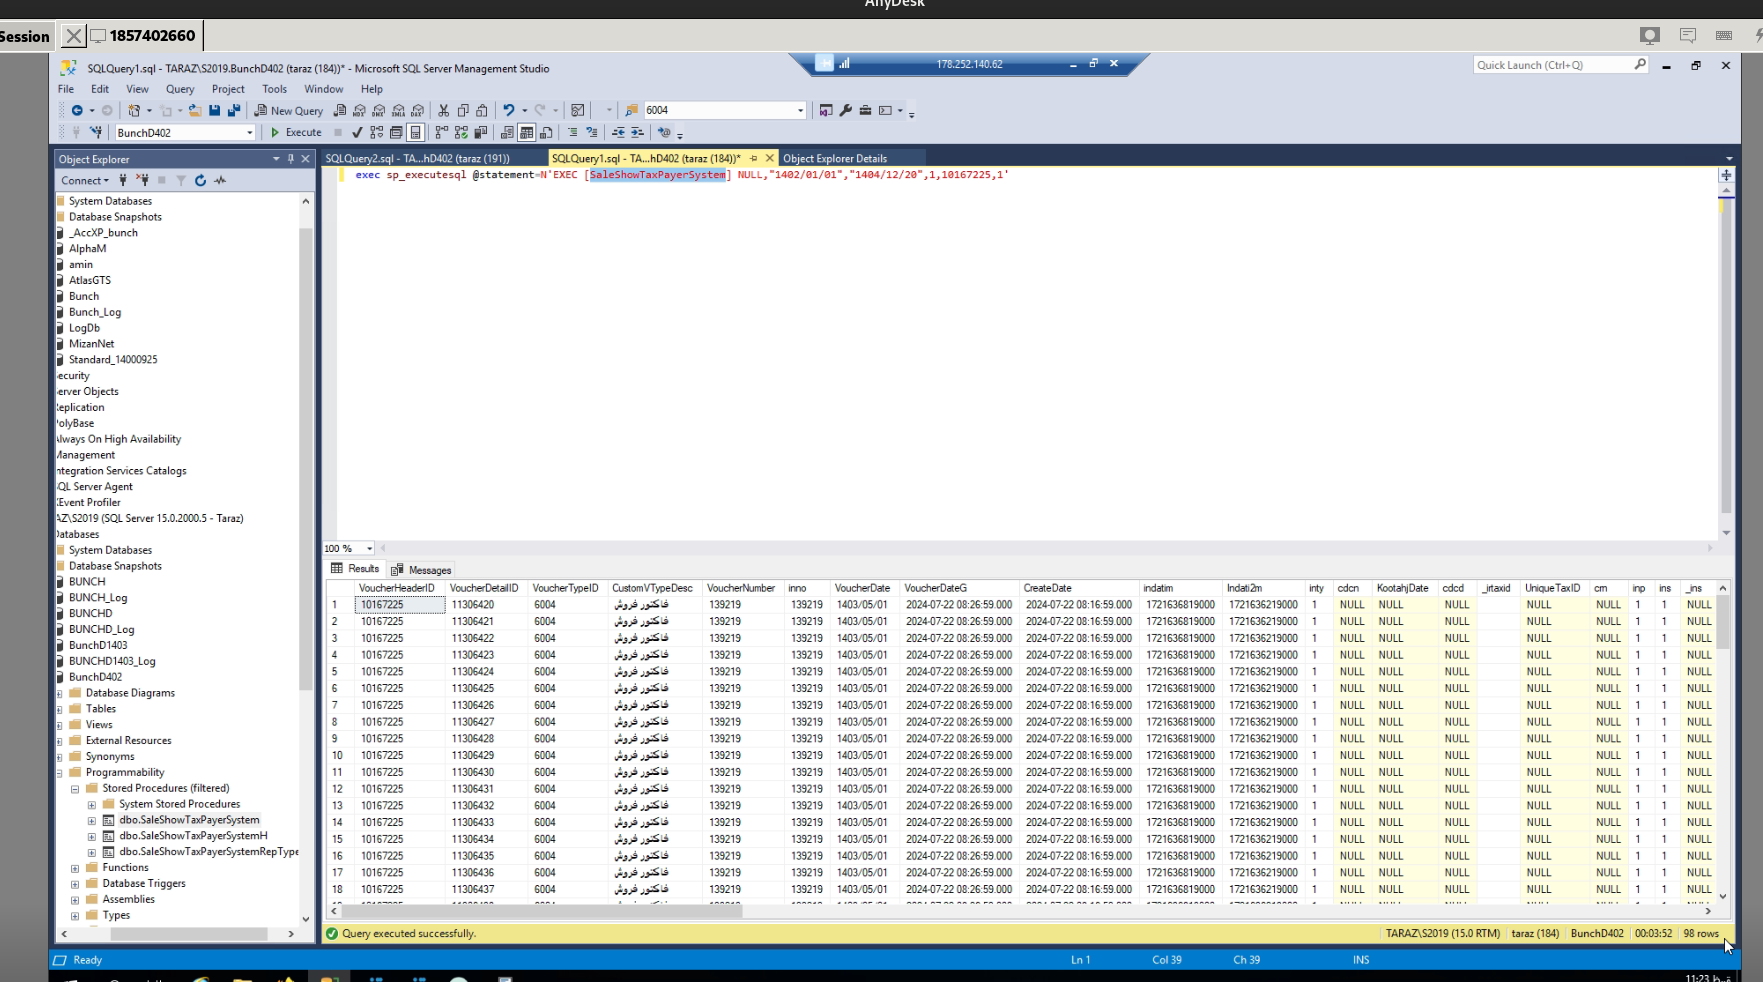 AnyDesk
Session
1857402660
SQLQuery1.sql - TARAZ\S2019.BunchD402 (taraz (184))* - Microsoft SQL Server Management Studio
178.252.140.62
Quick Launch (Ctrl+Q)
File Edit View Query Project Tools Window Help
New Query
6004
BunchD402
Execute
Object Explorer
SQLQuery2.sql - TA...hD402 (taraz (191))
SQLQuery1.sql - TA...hD402 (taraz (184))*
Object Explorer Details
Connect
exec sp_executesql @statement=N'EXEC [SaleShowTaxPayerSystem] NULL,"1402/01/01","1404/12/20",1,10167225,1'
System Databases
Database Snapshots
_AccXP_bunch
AlphaM
amin
AtlasGTS
Bunch
Bunch_Log
LogDb
MizanNet
Standard_14000925
ecurity
erver Objects
eplication
olyBase
lways On High Availability
Management
ntegration Services Catalogs
QL Server Agent
Event Profiler
AZ\S2019 (SQL Server 15.0.2000.5 - Taraz)
atabases
System Databases
Database Snapshots
BUNCH
BUNCH_Log
BUNCHD
BUNCHD_Log
BunchD1403
BUNCHD1403_Log
BunchD402
Database Diagrams
Tables
Views
External Resources
Synonyms
Programmability
Stored Procedures (filtered)
System Stored Procedures
dbo.SaleShowTaxPayerSystem
dbo.SaleShowTaxPayerSystemH
dbo.SaleShowTaxPayerSystemRepType
Functions
Database Triggers
Assemblies
Types
100 %
Results Messages
VoucherHeaderID VoucherDetailID VoucherTypeID CustomVTypeDesc VoucherNumber inno VoucherDate VoucherDateG CreateDate indatim Indati2m inty cdcn KootahjDate cdcd _irtaxid UniqueTaxID crn inp ins _ins
1 10167225 11306420 6004 فاكتور فروش 139219 139219 1403/05/01 2024-07-22 08:26:59.000 2024-07-22 08:16:59.000 1721636819000 1721636219000 1 NULL NULL NULL NULL NULL 1 1 NULL
2 10167225 11306421 6004 فاكتور فروش 139219 139219 1403/05/01 2024-07-22 08:26:59.000 2024-07-22 08:16:59.000 1721636819000 1721636219000 1 NULL NULL NULL NULL NULL 1 1 NULL
3 10167225 11306422 6004 فاكتور فروش 139219 139219 1403/05/01 2024-07-22 08:26:59.000 2024-07-22 08:16:59.000 1721636819000 1721636219000 1 NULL NULL NULL NULL NULL 1 1 NULL
4 10167225 11306423 6004 فاكتور فروش 139219 139219 1403/05/01 2024-07-22 08:26:59.000 2024-07-22 08:16:59.000 1721636819000 1721636219000 1 NULL NULL NULL NULL NULL 1 1 NULL
5 10167225 11306424 6004 فاكتور فروش 139219 139219 1403/05/01 2024-07-22 08:26:59.000 2024-07-22 08:16:59.000 1721636819000 1721636219000 1 NULL NULL NULL NULL NULL 1 1 NULL
6 10167225 11306425 6004 فاكتور فروش 139219 139219 1403/05/01 2024-07-22 08:26:59.000 2024-07-22 08:16:59.000 1721636819000 1721636219000 1 NULL NULL NULL NULL NULL 1 1 NULL
7 10167225 11306426 6004 فاكتور فروش 139219 139219 1403/05/01 2024-07-22 08:26:59.000 2024-07-22 08:16:59.000 1721636819000 1721636219000 1 NULL NULL NULL NULL NULL 1 1 NULL
8 10167225 11306427 6004 فاكتور فروش 139219 139219 1403/05/01 2024-07-22 08:26:59.000 2024-07-22 08:16:59.000 1721636819000 1721636219000 1 NULL NULL NULL NULL NULL 1 1 NULL
9 10167225 11306428 6004 فاكتور فروش 139219 139219 1403/05/01 2024-07-22 08:26:59.000 2024-07-22 08:16:59.000 1721636819000 1721636219000 1 NULL NULL NULL NULL NULL 1 1 NULL
10 10167225 11306429 6004 فاكتور فروش 139219 139219 1403/05/01 2024-07-22 08:26:59.000 2024-07-22 08:16:59.000 1721636819000 1721636219000 1 NULL NULL NULL NULL NULL 1 1 NULL
11 10167225 11306430 6004 فاكتور فروش 139219 139219 1403/05/01 2024-07-22 08:26:59.000 2024-07-22 08:16:59.000 1721636819000 1721636219000 1 NULL NULL NULL NULL NULL 1 1 NULL
12 10167225 11306431 6004 فاكتور فروش 139219 139219 1403/05/01 2024-07-22 08:26:59.000 2024-07-22 08:16:59.000 1721636819000 1721636219000 1 NULL NULL NULL NULL NULL 1 1 NULL
13 10167225 11306432 6004 فاكتور فروش 139219 139219 1403/05/01 2024-07-22 08:26:59.000 2024-07-22 08:16:59.000 1721636819000 1721636219000 1 NULL NULL NULL NULL NULL 1 1 NULL
14 10167225 11306433 6004 فاكتور فروش 139219 139219 1403/05/01 2024-07-22 08:26:59.000 2024-07-22 08:16:59.000 1721636819000 1721636219000 1 NULL NULL NULL NULL NULL 1 1 NULL
15 10167225 11306434 6004 فاكتور فروش 139219 139219 1403/05/01 2024-07-22 08:26:59.000 2024-07-22 08:16:59.000 1721636819000 1721636219000 1 NULL NULL NULL NULL NULL 1 1 NULL
16 10167225 11306435 6004 فاكتور فروش 139219 139219 1403/05/01 2024-07-22 08:26:59.000 2024-07-22 08:16:59.000 1721636819000 1721636219000 1 NULL NULL NULL NULL NULL 1 1 NULL
17 10167225 11306436 6004 فاكتور فروش 139219 139219 1403/05/01 2024-07-22 08:26:59.000 2024-07-22 08:16:59.000 1721636819000 1721636219000 1 NULL NULL NULL NULL NULL 1 1 NULL
18 10167225 11306437 6004 فاكتور فروش 139219 139219 1403/05/01 2024-07-22 08:26:59.000 2024-07-22 08:16:59.000 1721636819000 1721636219000 1 NULL NULL NULL NULL NULL 1 1 NULL
Query executed successfully.
TARAZ\S2019 (15.0 RTM) taraz (184) BunchD402 00:03:52 98 rows
Ready Ln 1 Col 39 Ch 39 INS
11:23